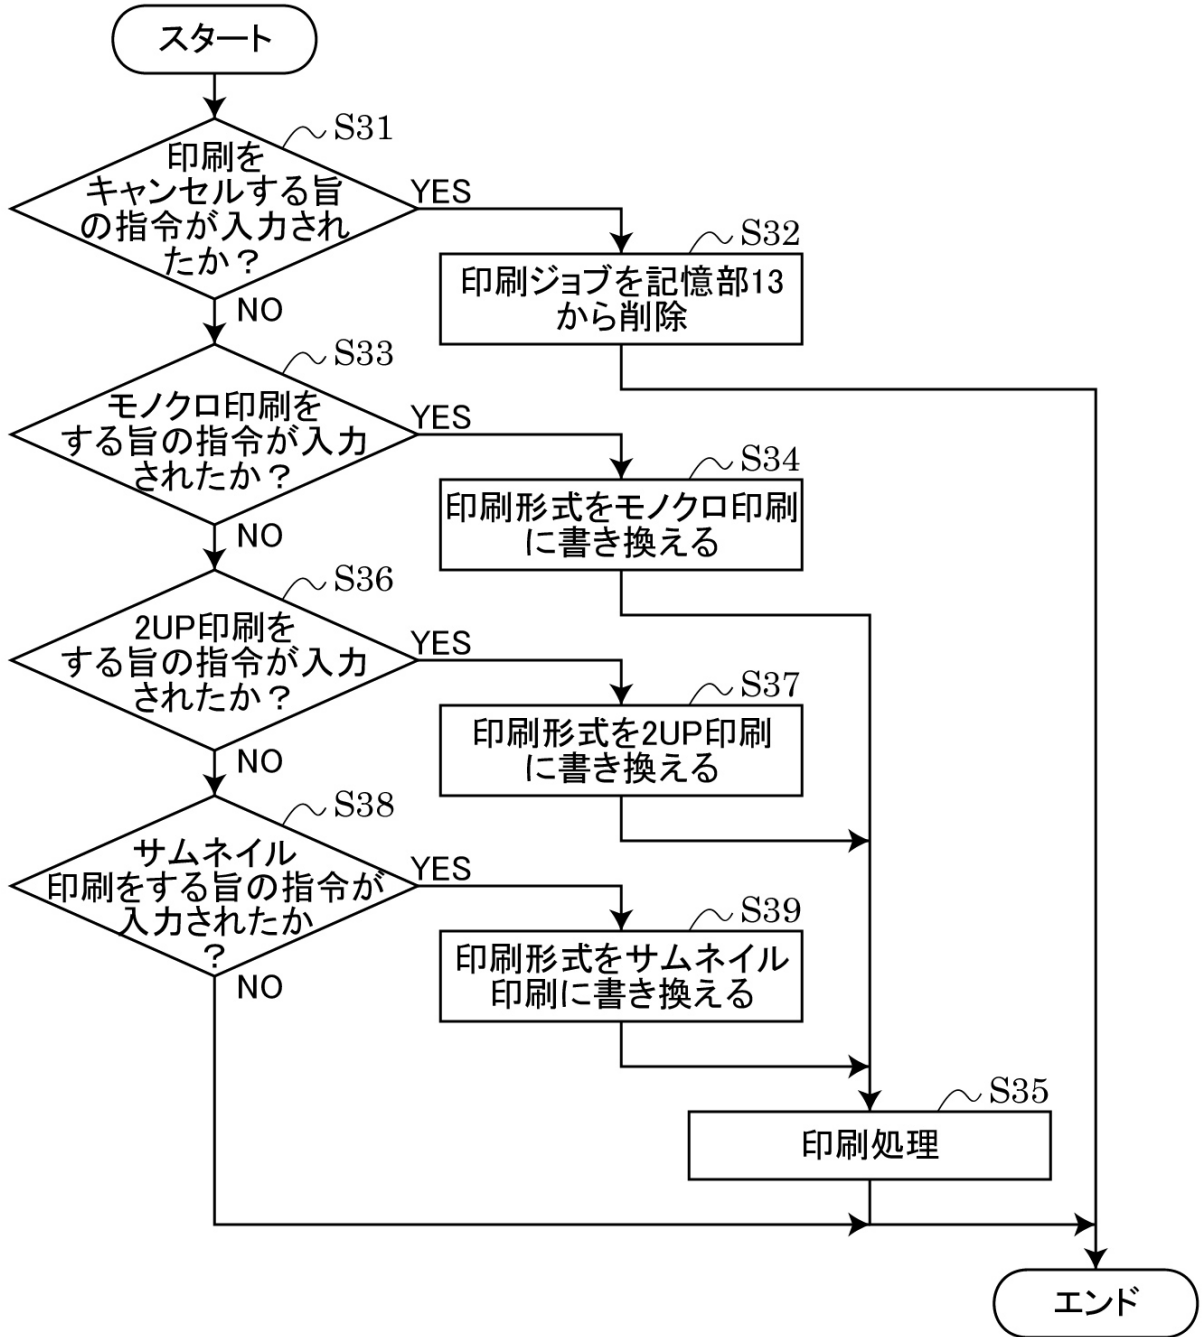 スタート
S31
印刷を
キャンセルする旨
の指令が入力され
たか？
YES
NO
S32
印刷ジョブを記憶部13
から削除
S33
モノクロ印刷を
する旨の指令が入力
されたか？
YES
NO
S34
印刷形式をモノクロ印刷
に書き換える
S36
2UP印刷を
する旨の指令が入力
されたか？
YES
NO
S37
印刷形式を2UP印刷
に書き換える
S38
サムネイル
印刷をする旨の指令が
入力されたか
？
YES
NO
S39
印刷形式をサムネイル
印刷に書き換える
S35
印刷処理
エンド